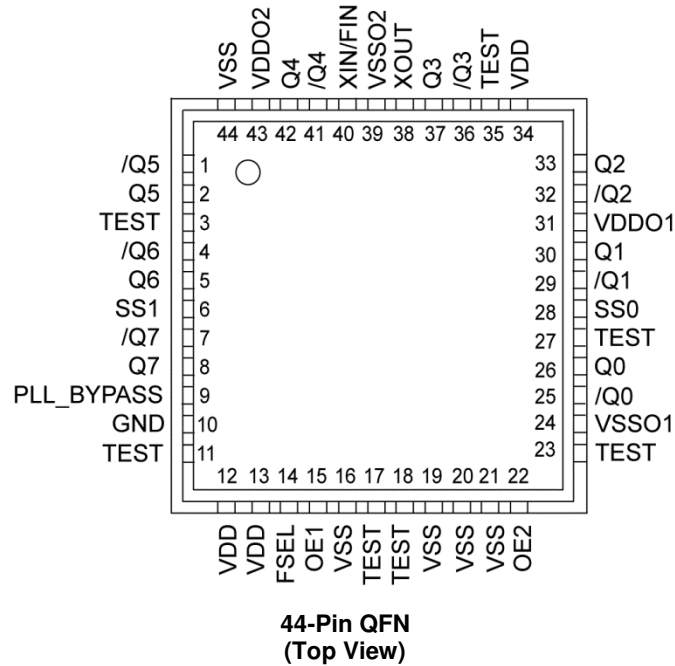 VSS
VDDO2
Q4
/Q4
XIN/FIN
VSSO2
XOUT
Q3
/Q3
TEST
VDD
44 43 42 41 40 39 38 37 36 35 34
/Q5 1
Q5 2
TEST 3
/Q6 4
Q6 5
SS1 6
/Q7 7
Q7 8
PLL_BYPASS 9
GND 10
TEST 11
33 Q2
32 /Q2
31 VDDO1
30 Q1
29 /Q1
28 SS0
27 TEST
26 Q0
25 /Q0
24 VSSO1
23 TEST
12 13 14 15 16 17 18 19 20 21 22
VDD
VDD
FSEL
OE1
VSS
TEST
TEST
VSS
VSS
VSS
OE2
44-Pin QFN
(Top View)